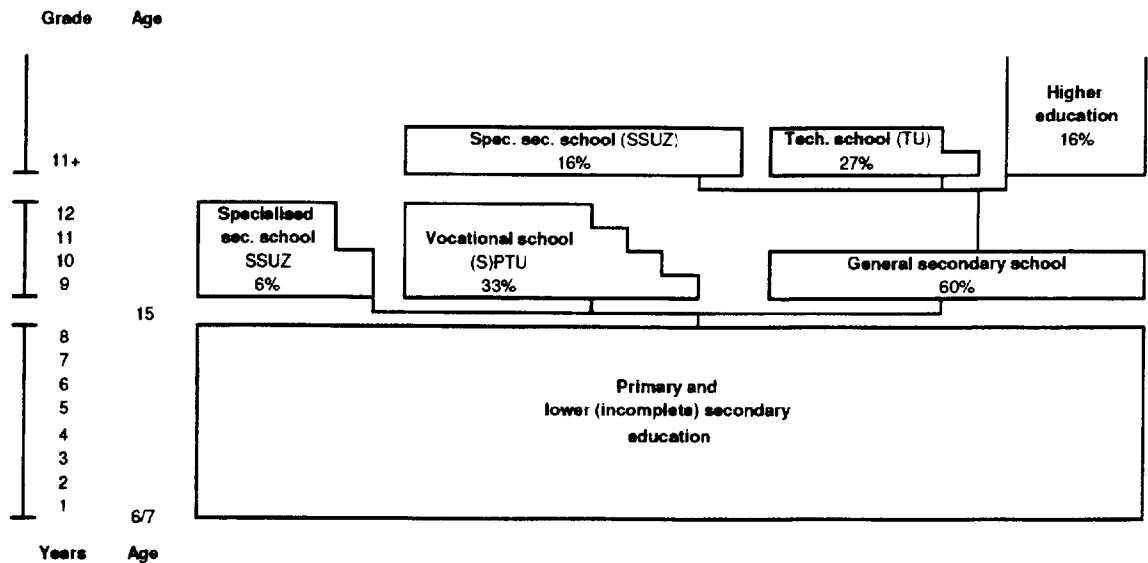 Grade Age
Higher
education
16%
Spec. sec. school (SSUZ)
16%
Tech. school (TU)
27%
11+
12
11
10
9
Specialised
sec. school
SSUZ
6%
Vocational school
(S)PTU
33%
General secondary school
60%
15
8
7
6
5
4
3
2
1
Primary and
lower (incomplete) secondary
education
6/7
Years Age